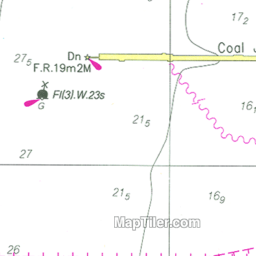 17₂
27₅
Dn
Coal
F.R.19m2M
Fl(3).W.23s
G
21₅
16₁
27
21₅
16₉
MapTiler.com
26